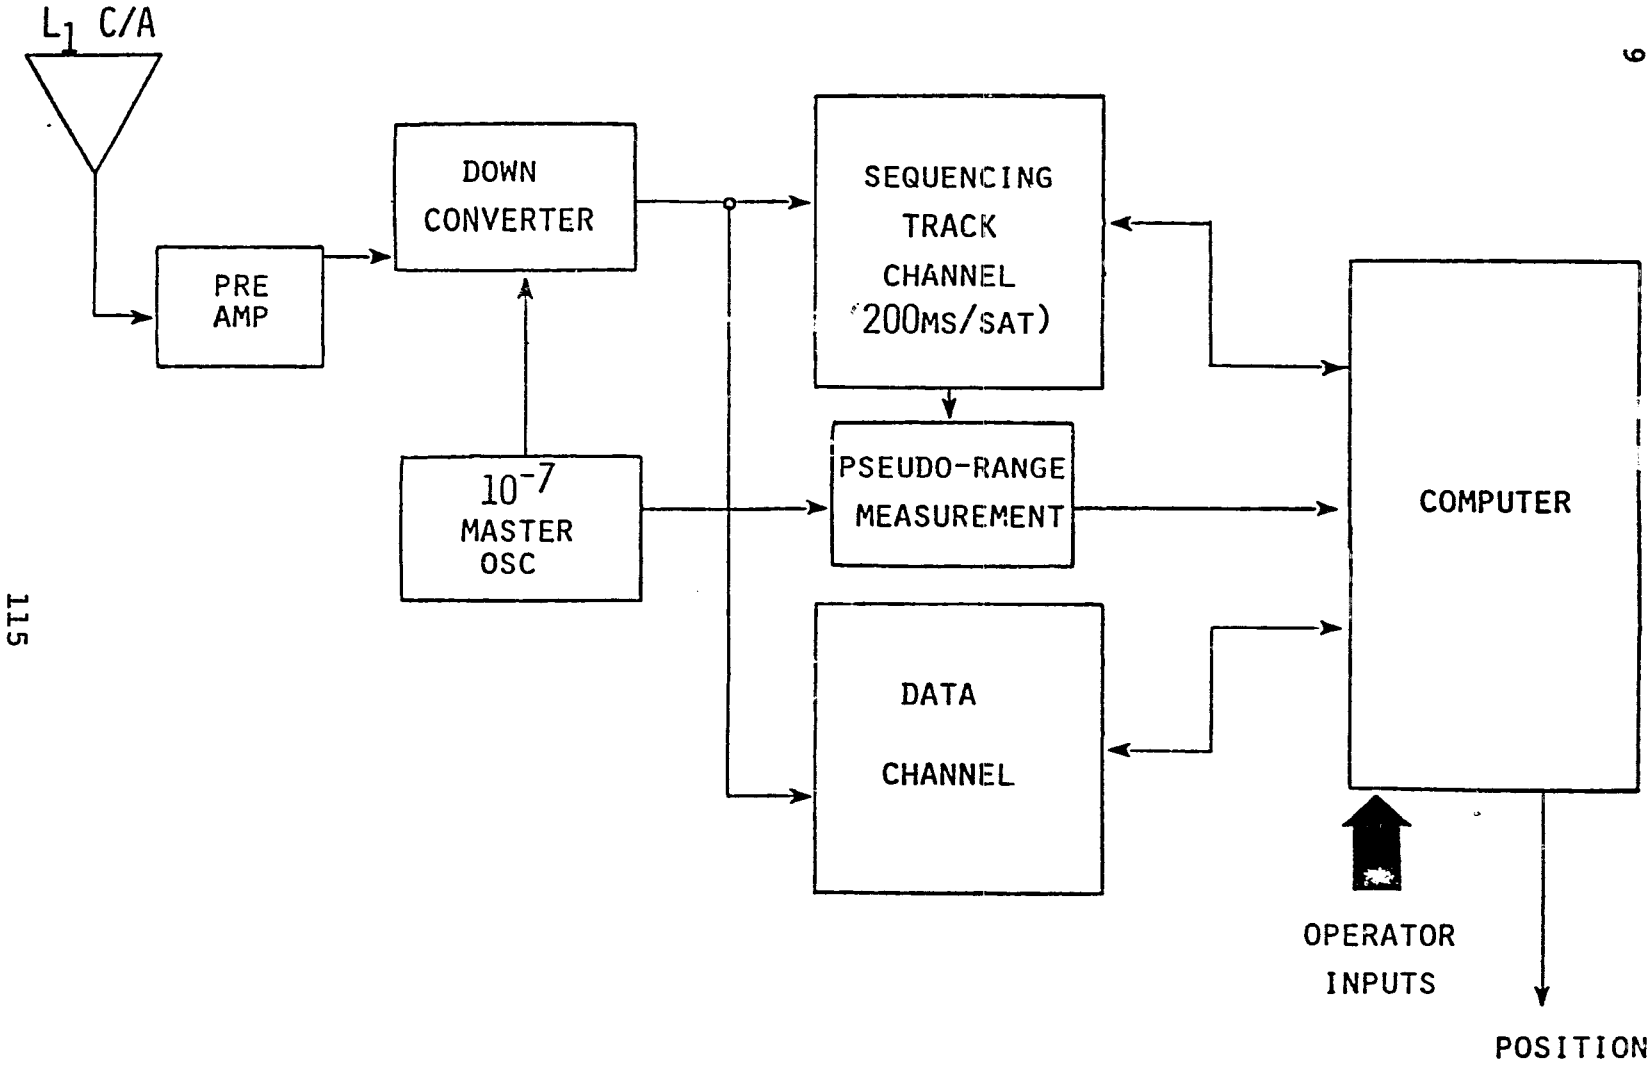 L1 C/A
9
DOWN
CONVERTER
SEQUENCING
TRACK
CHANNEL
200MS/SAT)
PRE
AMP
10⁻⁷
MASTER
OSC
PSEUDO-RANGE
MEASUREMENT
COMPUTER
115
DATA
CHANNEL
OPERATOR
INPUTS
POSITION